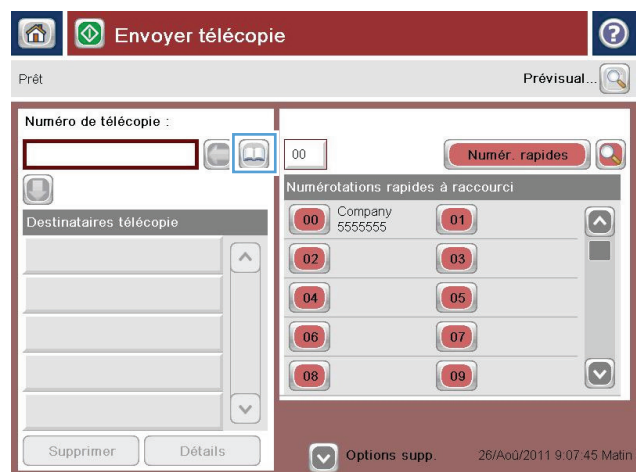 Envoyer télécopie
?
Prêt
Prévisual...
Numéro de télécopie :
00
Numér. rapides
Numérotations rapides à raccourci
Destinataires télécopie
00 Company 01
5555555
02 03
04 05
06 07
08 09
Supprimer Détails
Options supp.
26/Aoû/2011 9:07:45 Matin